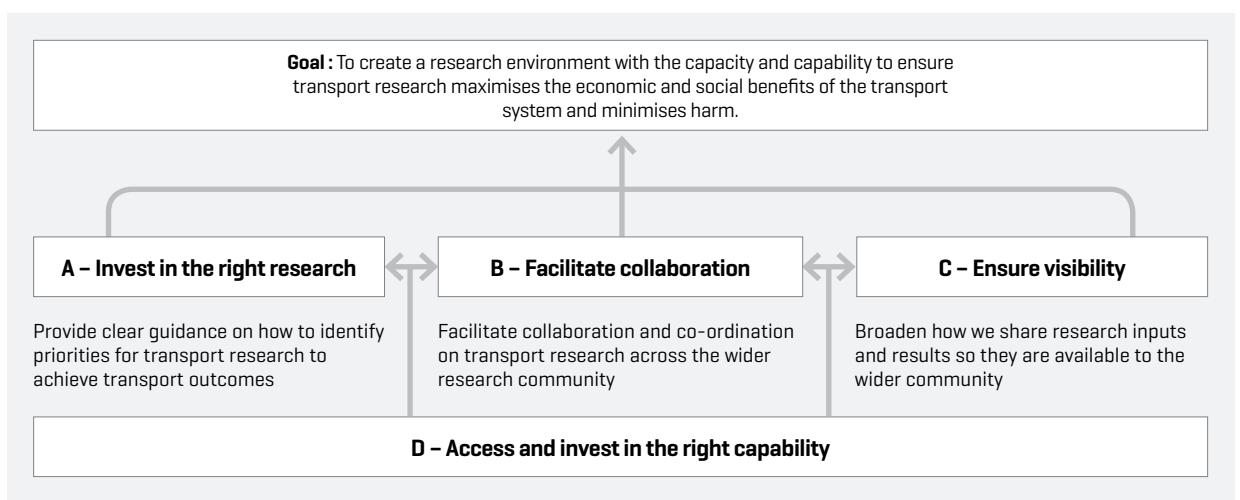 Goal : To create a research environment with the capacity and capability to ensure
transport research maximises the economic and social benefits of the transport
system and minimises harm.
A – Invest in the right research
B – Facilitate collaboration
C – Ensure visibility
Provide clear guidance on how to identify
priorities for transport research to
achieve transport outcomes
Facilitate collaboration and co-ordination
on transport research across the wider
research community
Broaden how we share research inputs
and results so they are available to the
wider community
D – Access and invest in the right capability